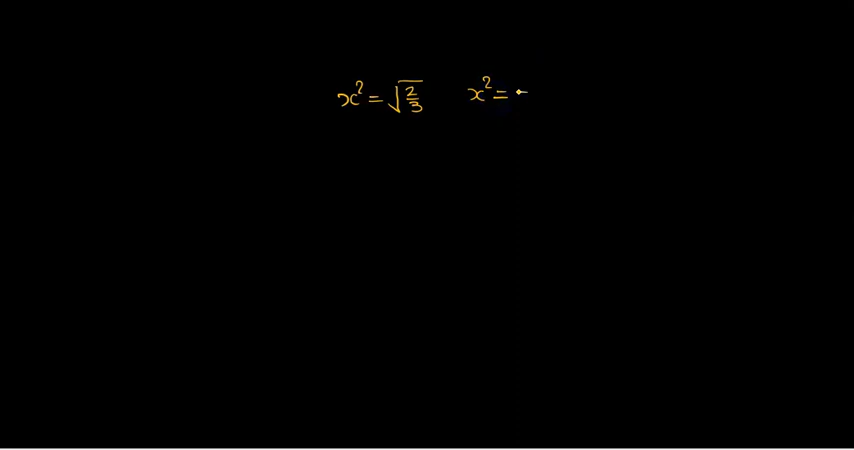 x² = √(2/3) x² =